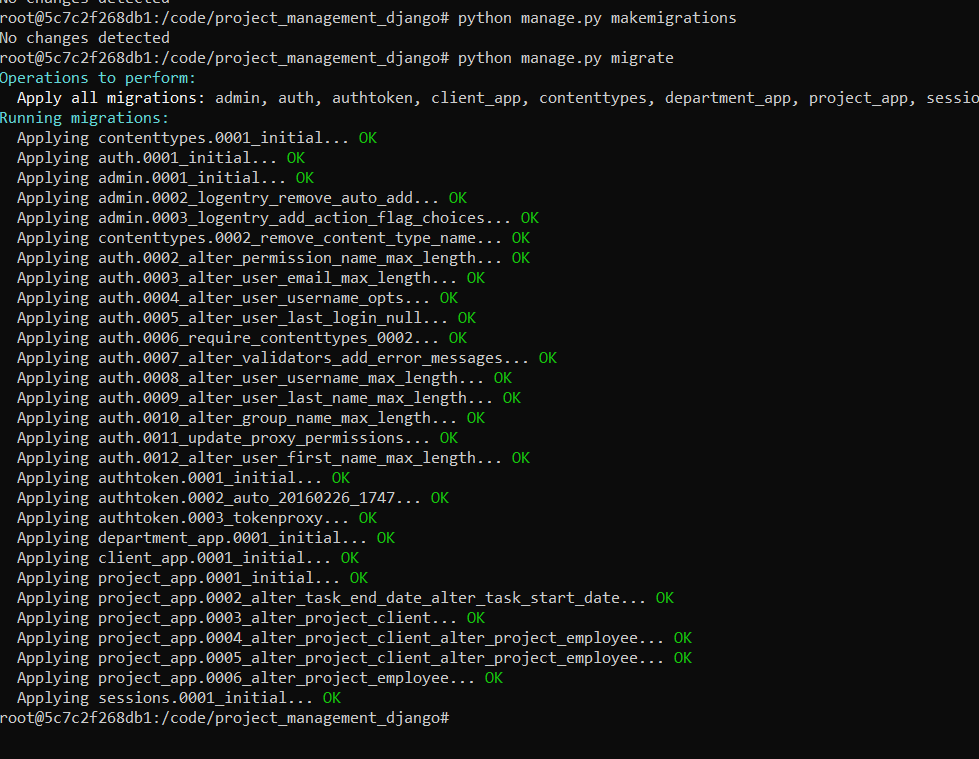 No changes detected
root@5c7c2f268db1:/code/project_management_django# python manage.py makemigrations
No changes detected
root@5c7c2f268db1:/code/project_management_django# python manage.py migrate
Operations to perform:
  Apply all migrations: admin, auth, authtoken, client_app, contenttypes, department_app, project_app, sessio
Running migrations:
  Applying contenttypes.0001_initial... OK
  Applying auth.0001_initial... OK
  Applying admin.0001_initial... OK
  Applying admin.0002_logentry_remove_auto_add... OK
  Applying admin.0003_logentry_add_action_flag_choices... OK
  Applying contenttypes.0002_remove_content_type_name... OK
  Applying auth.0002_alter_permission_name_max_length... OK
  Applying auth.0003_alter_user_email_max_length... OK
  Applying auth.0004_alter_user_username_opts... OK
  Applying auth.0005_alter_user_last_login_null... OK
  Applying auth.0006_require_contenttypes_0002... OK
  Applying auth.0007_alter_validators_add_error_messages... OK
  Applying auth.0008_alter_user_username_max_length... OK
  Applying auth.0009_alter_user_last_name_max_length... OK
  Applying auth.0010_alter_group_name_max_length... OK
  Applying auth.0011_update_proxy_permissions... OK
  Applying auth.0012_alter_user_first_name_max_length... OK
  Applying authtoken.0001_initial... OK
  Applying authtoken.0002_auto_20160226_1747... OK
  Applying authtoken.0003_tokenproxy... OK
  Applying department_app.0001_initial... OK
  Applying client_app.0001_initial... OK
  Applying project_app.0001_initial... OK
  Applying project_app.0002_alter_task_end_date_alter_task_start_date... OK
  Applying project_app.0003_alter_project_client... OK
  Applying project_app.0004_alter_project_client_alter_project_employee... OK
  Applying project_app.0005_alter_project_client_alter_project_employee... OK
  Applying project_app.0006_alter_project_employee... OK
  Applying sessions.0001_initial... OK
root@5c7c2f268db1:/code/project_management_django#